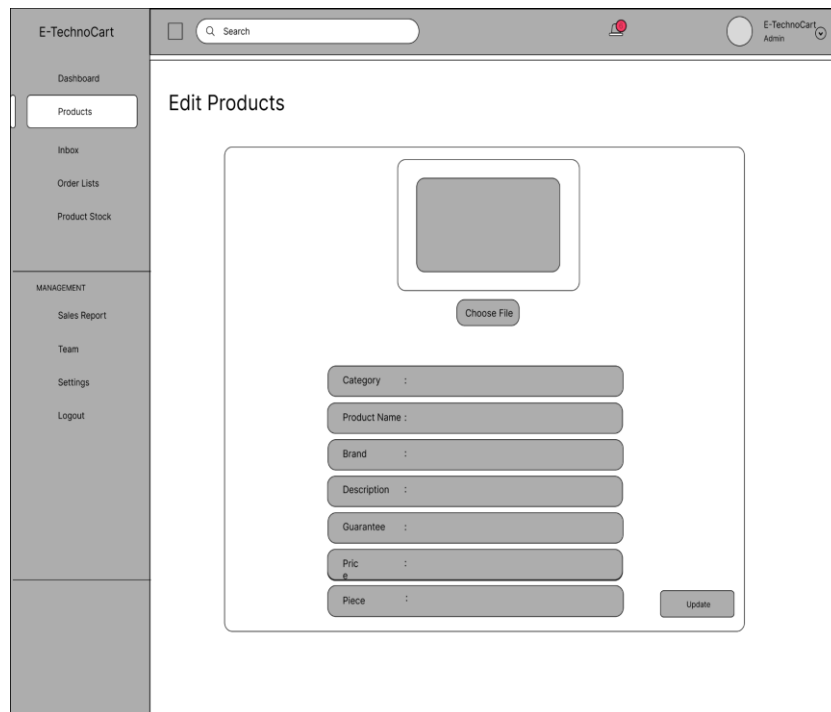 E-TechnoCart
Search
E-TechnoCart
Admin
Dashboard
Products
Inbox
Order Lists
Product Stock
MANAGEMENT
Sales Report
Team
Settings
Logout
Edit Products
Choose File
Category :
Product Name :
Brand :
Description :
Guarantee :
Pric :
e
Piece :
Update